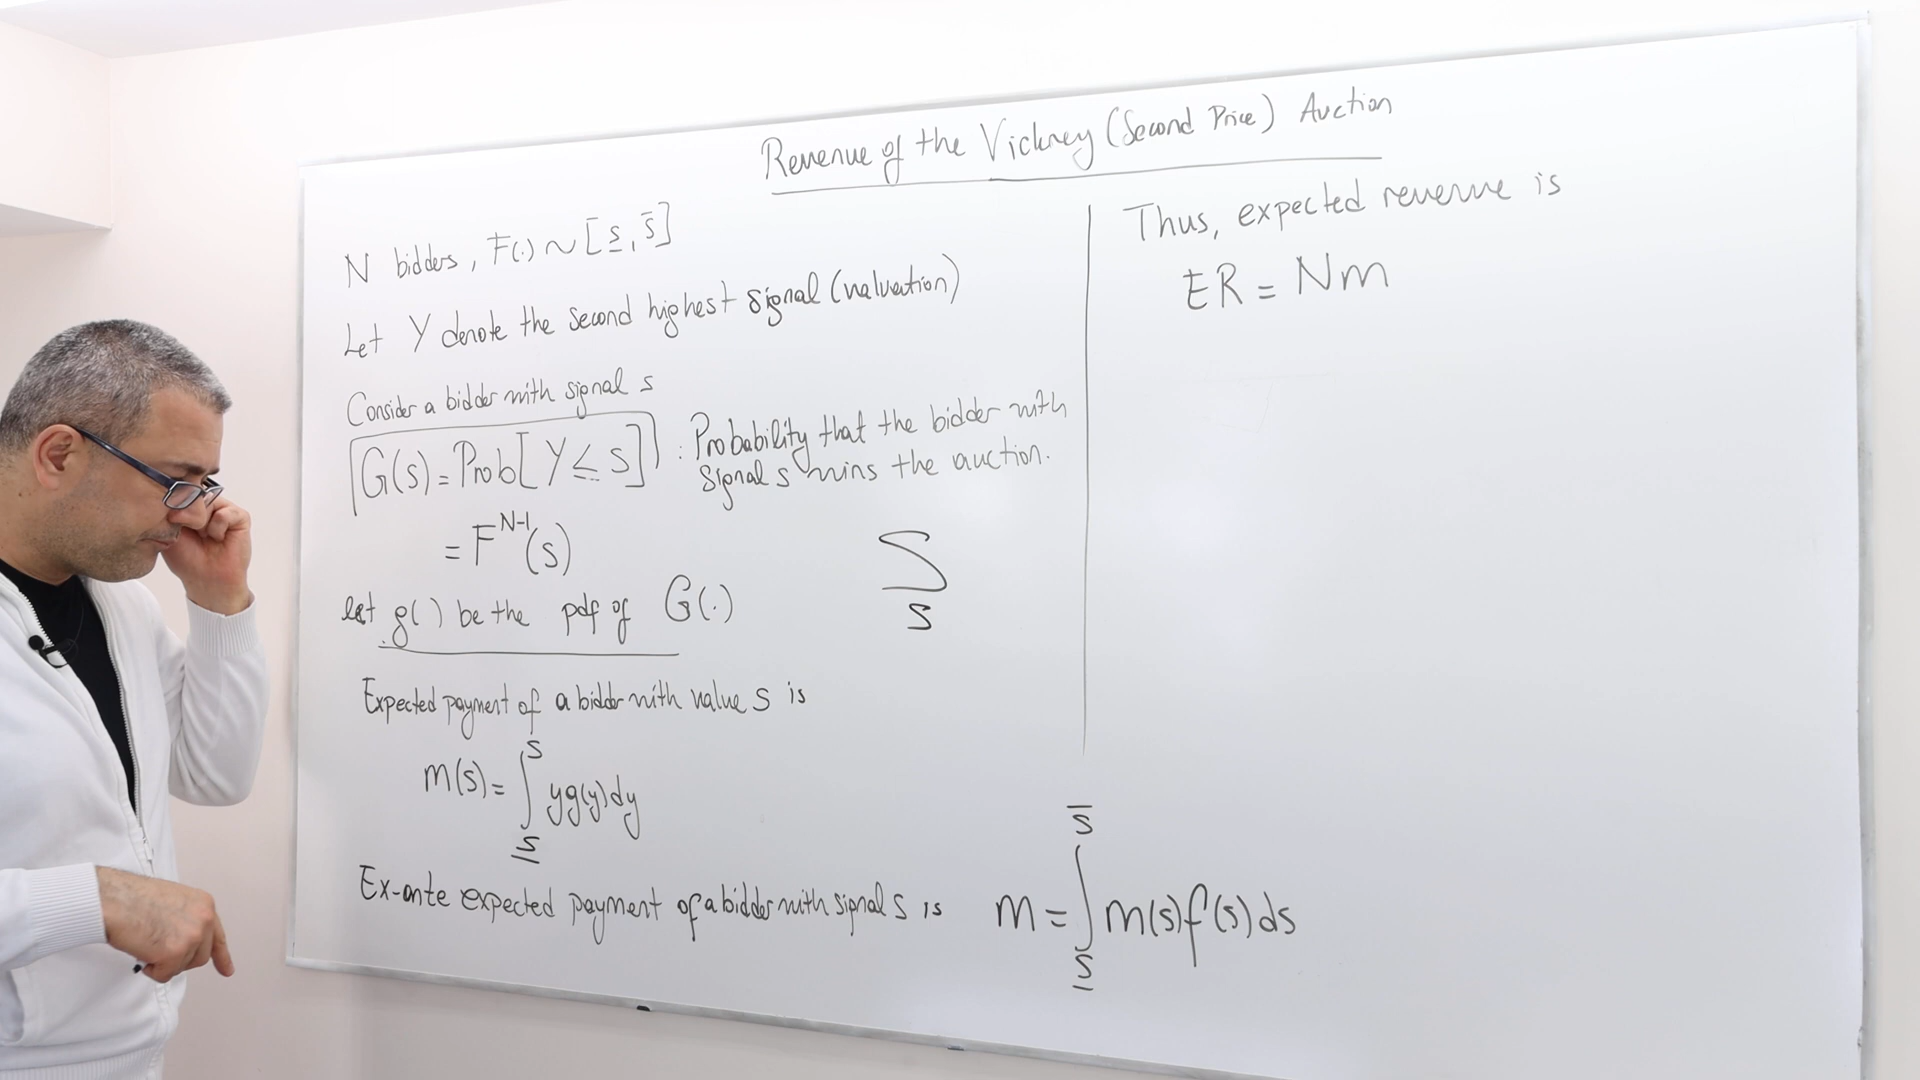 Revenue of the Vickrey (Second Price) Auction
N bidders, F(.) ~ [s̲, s̄]
Let Y denote the second highest signal (valuation)
Consider a bidder with signal s
G(s) = Prob[Y ≤ s] : Probability that the bidder with
signal s wins the auction.
= F^{N-1}(s)
let g( ) be the pdf of G(.)
S
s
Expected payment of a bidder with value s is
m(s) = ∫_{s̲}^{s} y g(y) dy
Ex-ante expected payment of a bidder with signal s is m = ∫_{s̲}^{s̄} m(s) f(s) ds
Thus, expected revenue is
ER = Nm